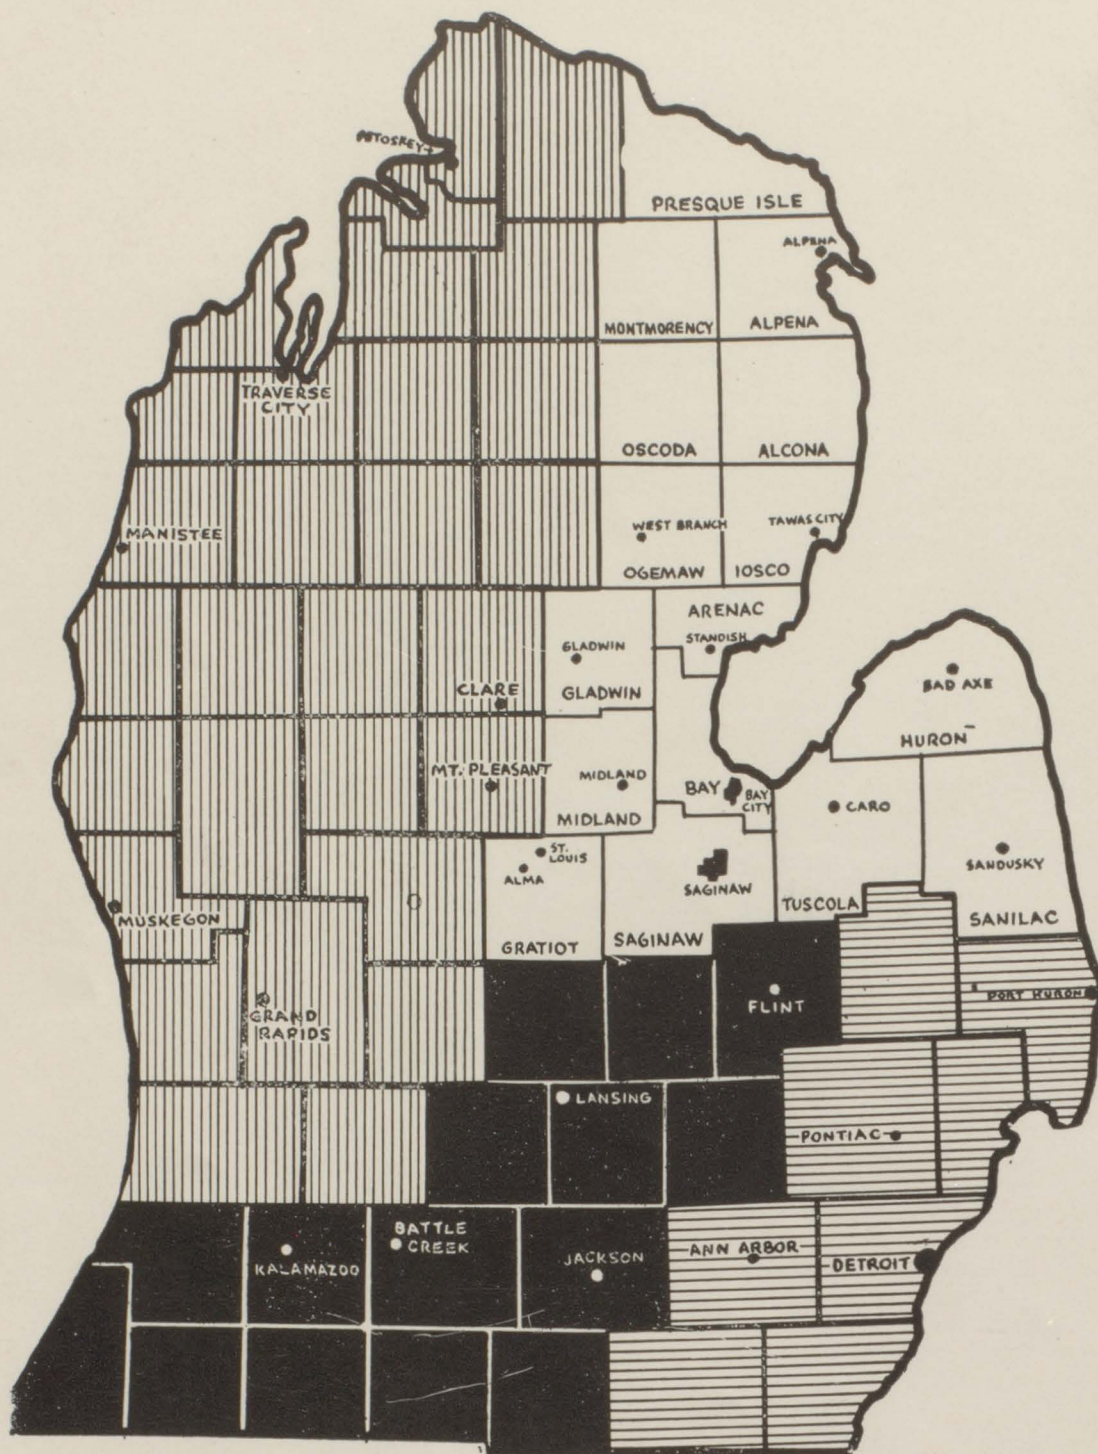 PETOSKEY
PRESQUE ISLE
ALPENA
MONTMORENCY
ALPENA
TRAVERSE
CITY
OSCODA
ALCONA
MANISTEE
WEST BRANCH
TAWAS CITY
OGEMAW
IOSCO
ARENAC
STANDISH
GLADWIN
GLADWIN
CLARE
BAD AXE
HURON
MT. PLEASANT
MIDLAND
MIDLAND
BAY
BAY
CITY
CARO
ST.
LOUIS
ALMA
SAGINAW
SANDUSKY
TUSCOLA
SANILAC
MUSKEGON
GRATIOT
SAGINAW
FLINT
PORT HURON
GRAND
RAPIDS
LANSING
PONTIAC
BATTLE
CREEK
KALAMAZOO
JACKSON
ANN ARBOR
DETROIT